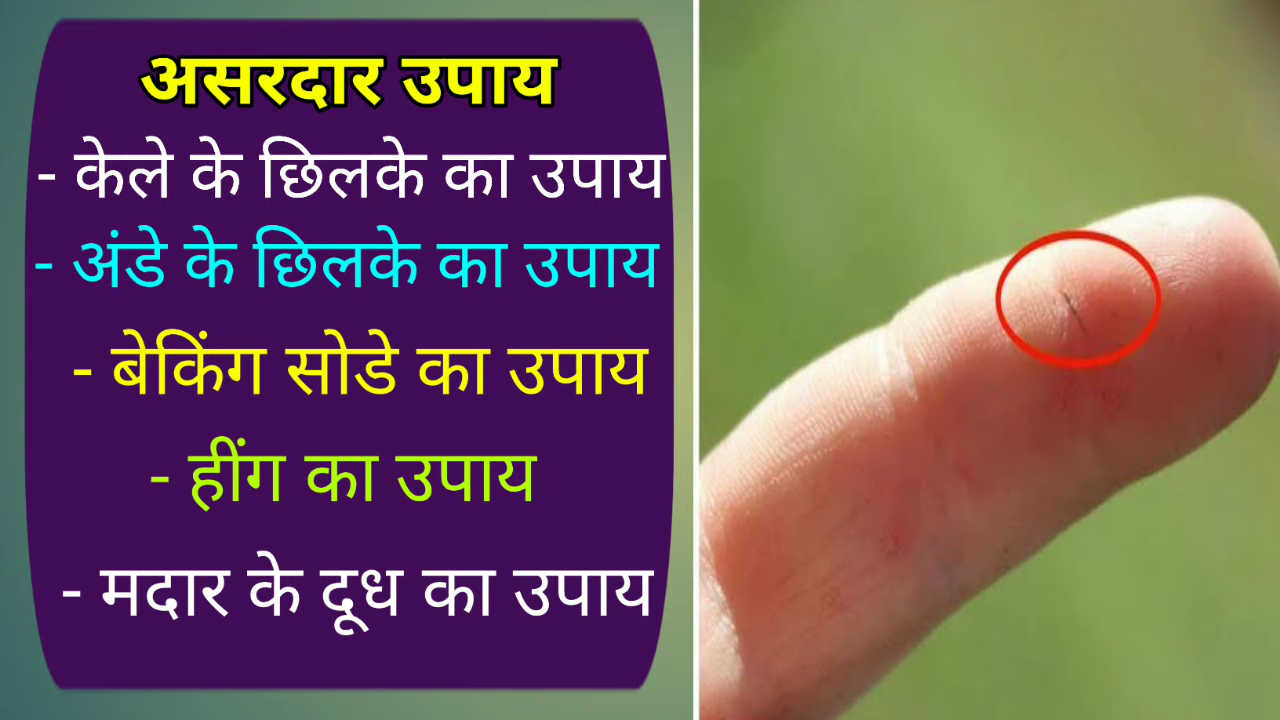 असरदार उपाय
- केले के छिलके का उपाय
- अंडे के छिलके का उपाय
- बेकिंग सोडे का उपाय
- हींग का उपाय
- मदार के दूध का उपाय